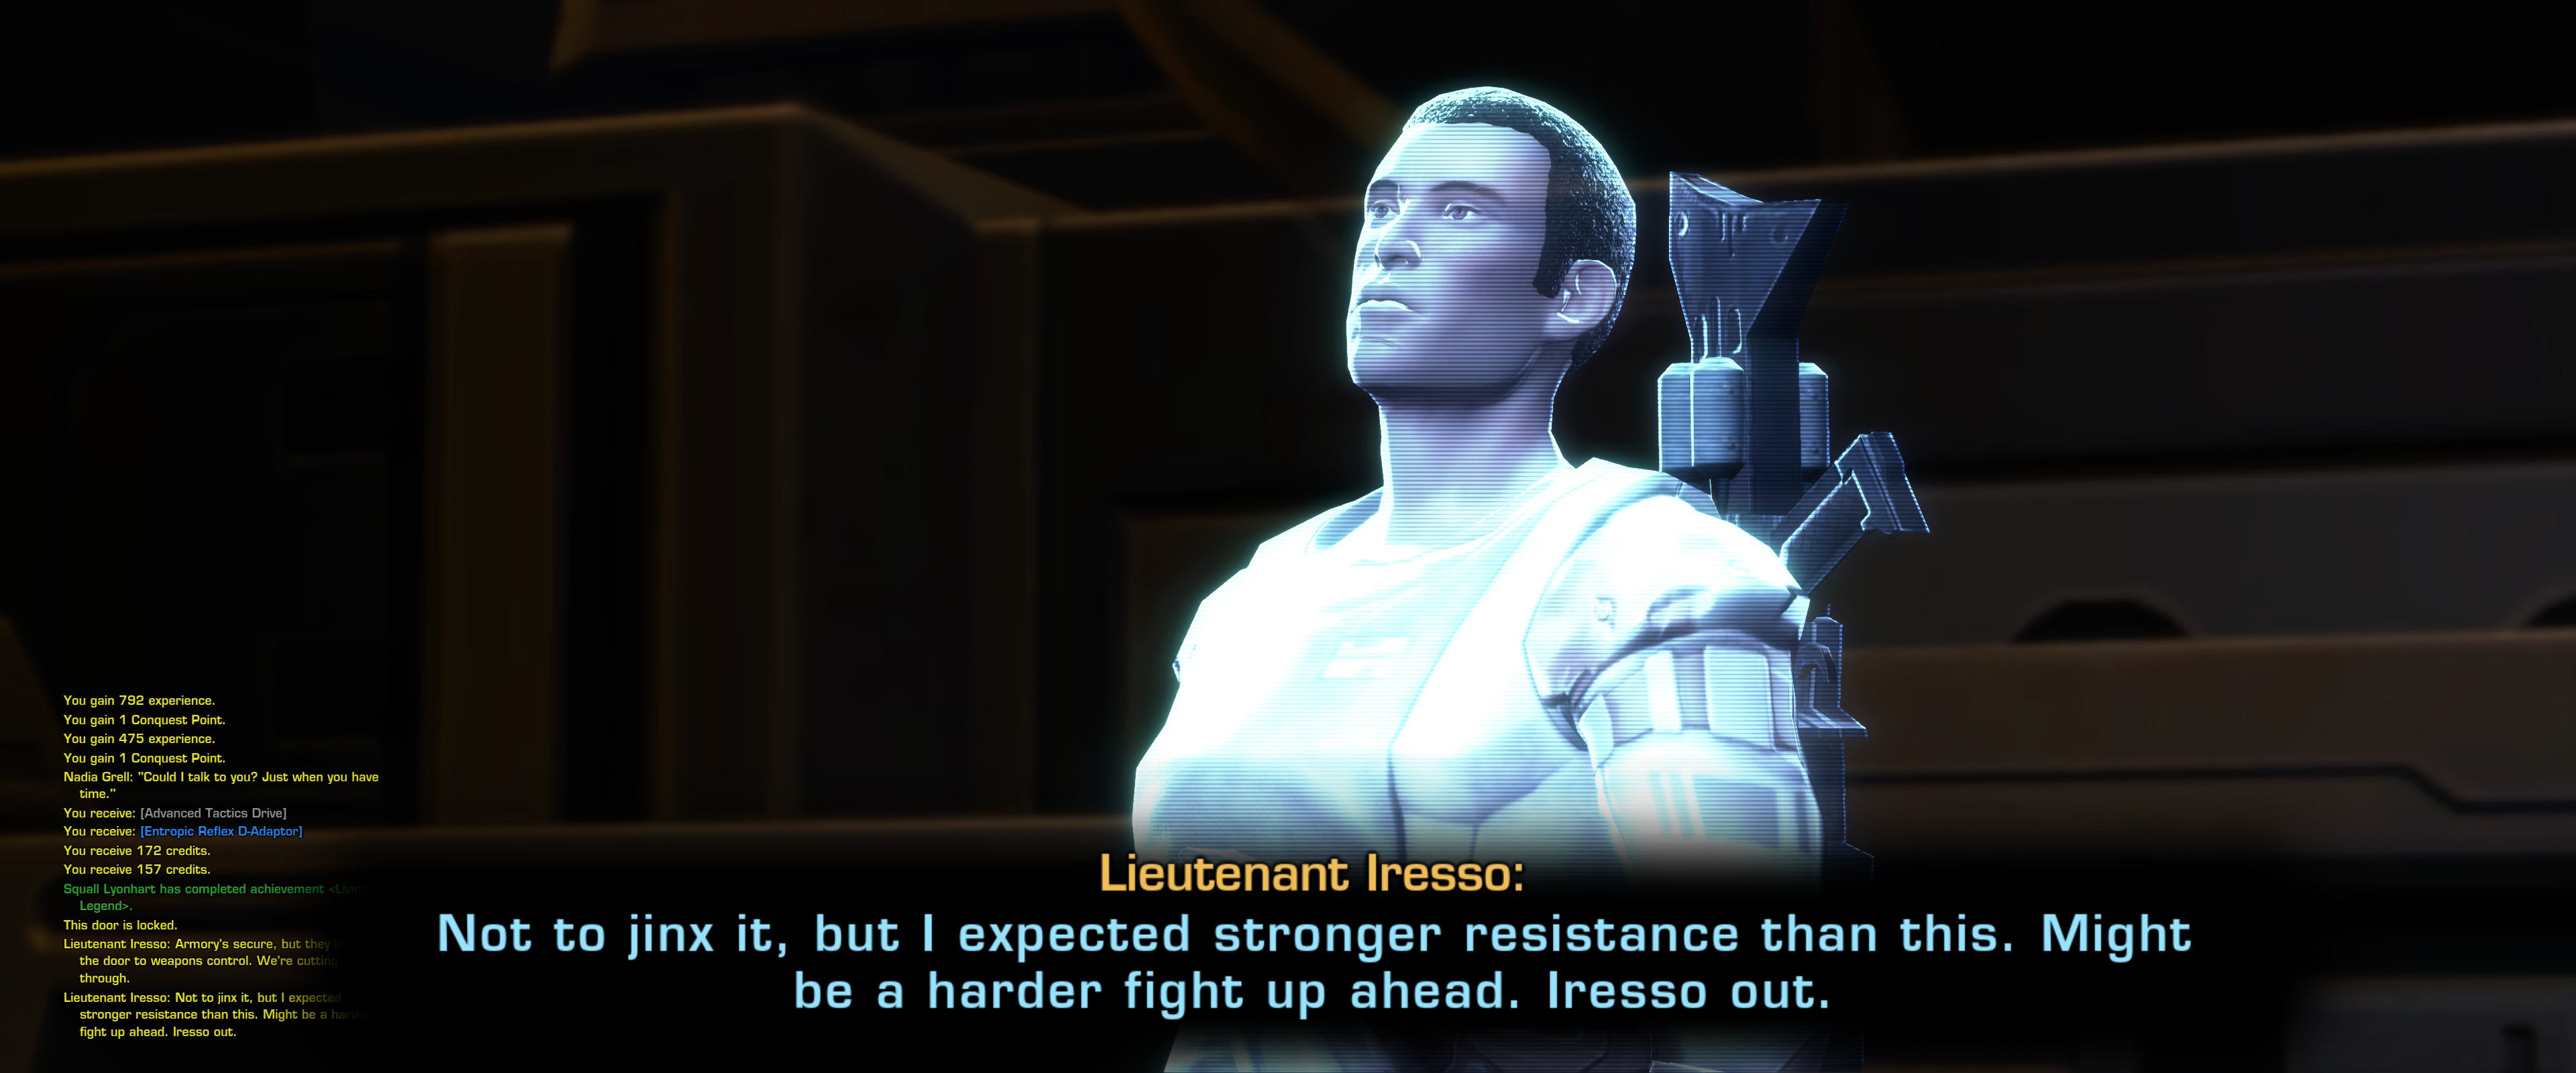 You gain 792 experience.
You gain 1 Conquest Point.
You gain 475 experience.
You gain 1 Conquest Point.
Nadia Grell: "Could I talk to you? Just when you have
time."
You receive: [Advanced Tactics Drive]
You receive: [Entropic Reflex D-Adaptor]
You receive 172 credits.
You receive 157 credits.
Squall Lyonhart has completed achievement <Living
Legend>.
This door is locked.
Lieutenant Iresso: Armory's secure, but they
the door to weapons control. We're cutting
through.
Lieutenant Iresso: Not to jinx it, but I expected
stronger resistance than this. Might be a harder
fight up ahead. Iresso out.
Lieutenant Iresso:
Not to jinx it, but I expected stronger resistance than this. Might
be a harder fight up ahead. Iresso out.